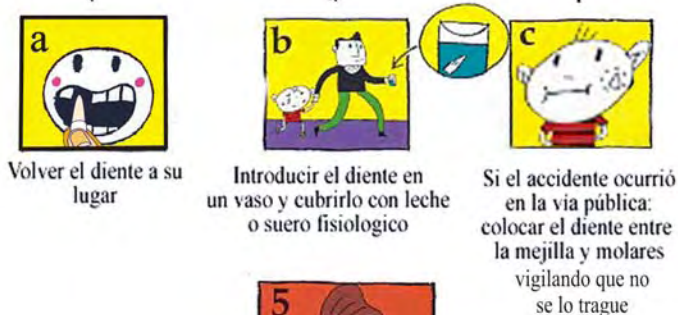 a
Volver el diente a su
lugar
b
Introducir el diente en
un vaso y cubrirlo con leche
o suero fisiologico
c
Si el accidente ocurrió
en la vía pública:
colocar el diente entre
la mejilla y molares
vigilando que no
se lo trague
5